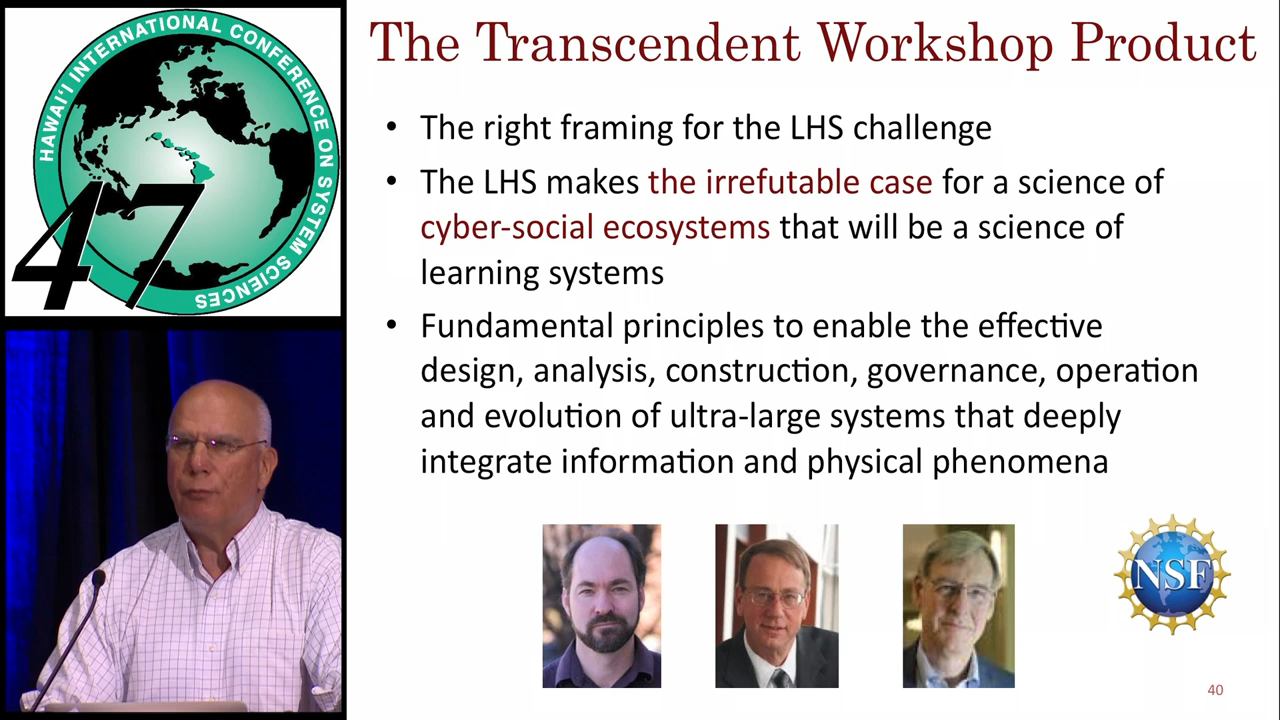 HAWAI'I INTERNATIONAL CONFERENCE ON SYSTEM SCIENCES
47
The Transcendent Workshop Product
• The right framing for the LHS challenge
• The LHS makes the irrefutable case for a science of
cyber-social ecosystems that will be a science of
learning systems
• Fundamental principles to enable the effective
design, analysis, construction, governance, operation
and evolution of ultra-large systems that deeply
integrate information and physical phenomena
NSF
40